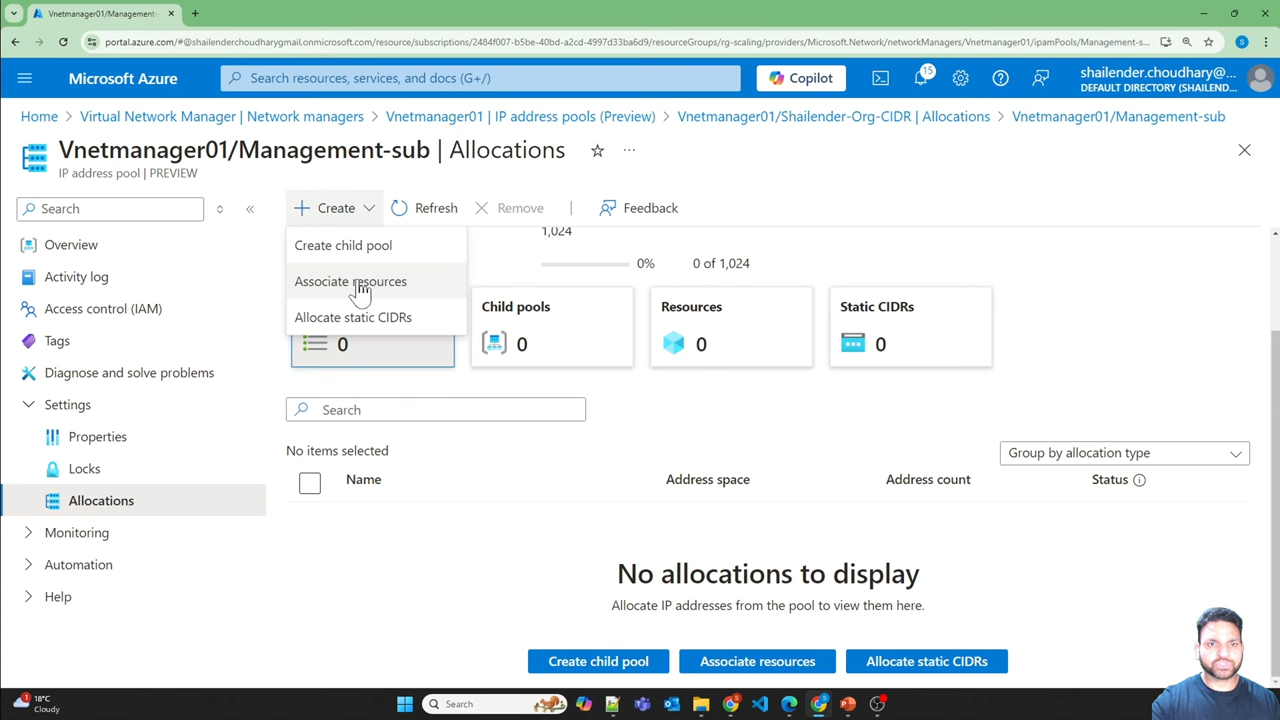 Vnetmanager01/Management-
portal.azure.com/#@shailenderchoudharygmail.onmicrosoft.com/resource/subscriptions/2484f007-b5be-40bd-a2cd-4997d33ba6d9/resourceGroups/rg-scaling/providers/Microsoft.Network/networkManagers/Vnetmanager01/ipamPools/Management-s...
S
Microsoft Azure
Search resources, services, and docs (G+/)
Copilot
15
shailender.choudhary@...
DEFAULT DIRECTORY (SHAILEND...
Home > Virtual Network Manager | Network managers > Vnetmanager01 | IP address pools (Preview) > Vnetmanager01/Shailender-Org-CIDR | Allocations > Vnetmanager01/Management-sub
Vnetmanager01/Management-sub | Allocations
IP address pool | PREVIEW
Search
Create
Refresh
Remove
Feedback
Overview
Activity log
Access control (IAM)
Tags
Diagnose and solve problems
Settings
Properties
Locks
Allocations
Monitoring
Automation
Help
Create child pool
Associate resources
Allocate static CIDRs
1,024
0% 0 of 1,024
0
Child pools
0
Resources
0
Static CIDRs
0
Search
No items selected
Group by allocation type
Name Address space Address count Status
No allocations to display
Allocate IP addresses from the pool to view them here.
Create child pool
Associate resources
Allocate static CIDRs
1
18°C
Cloudy
Search